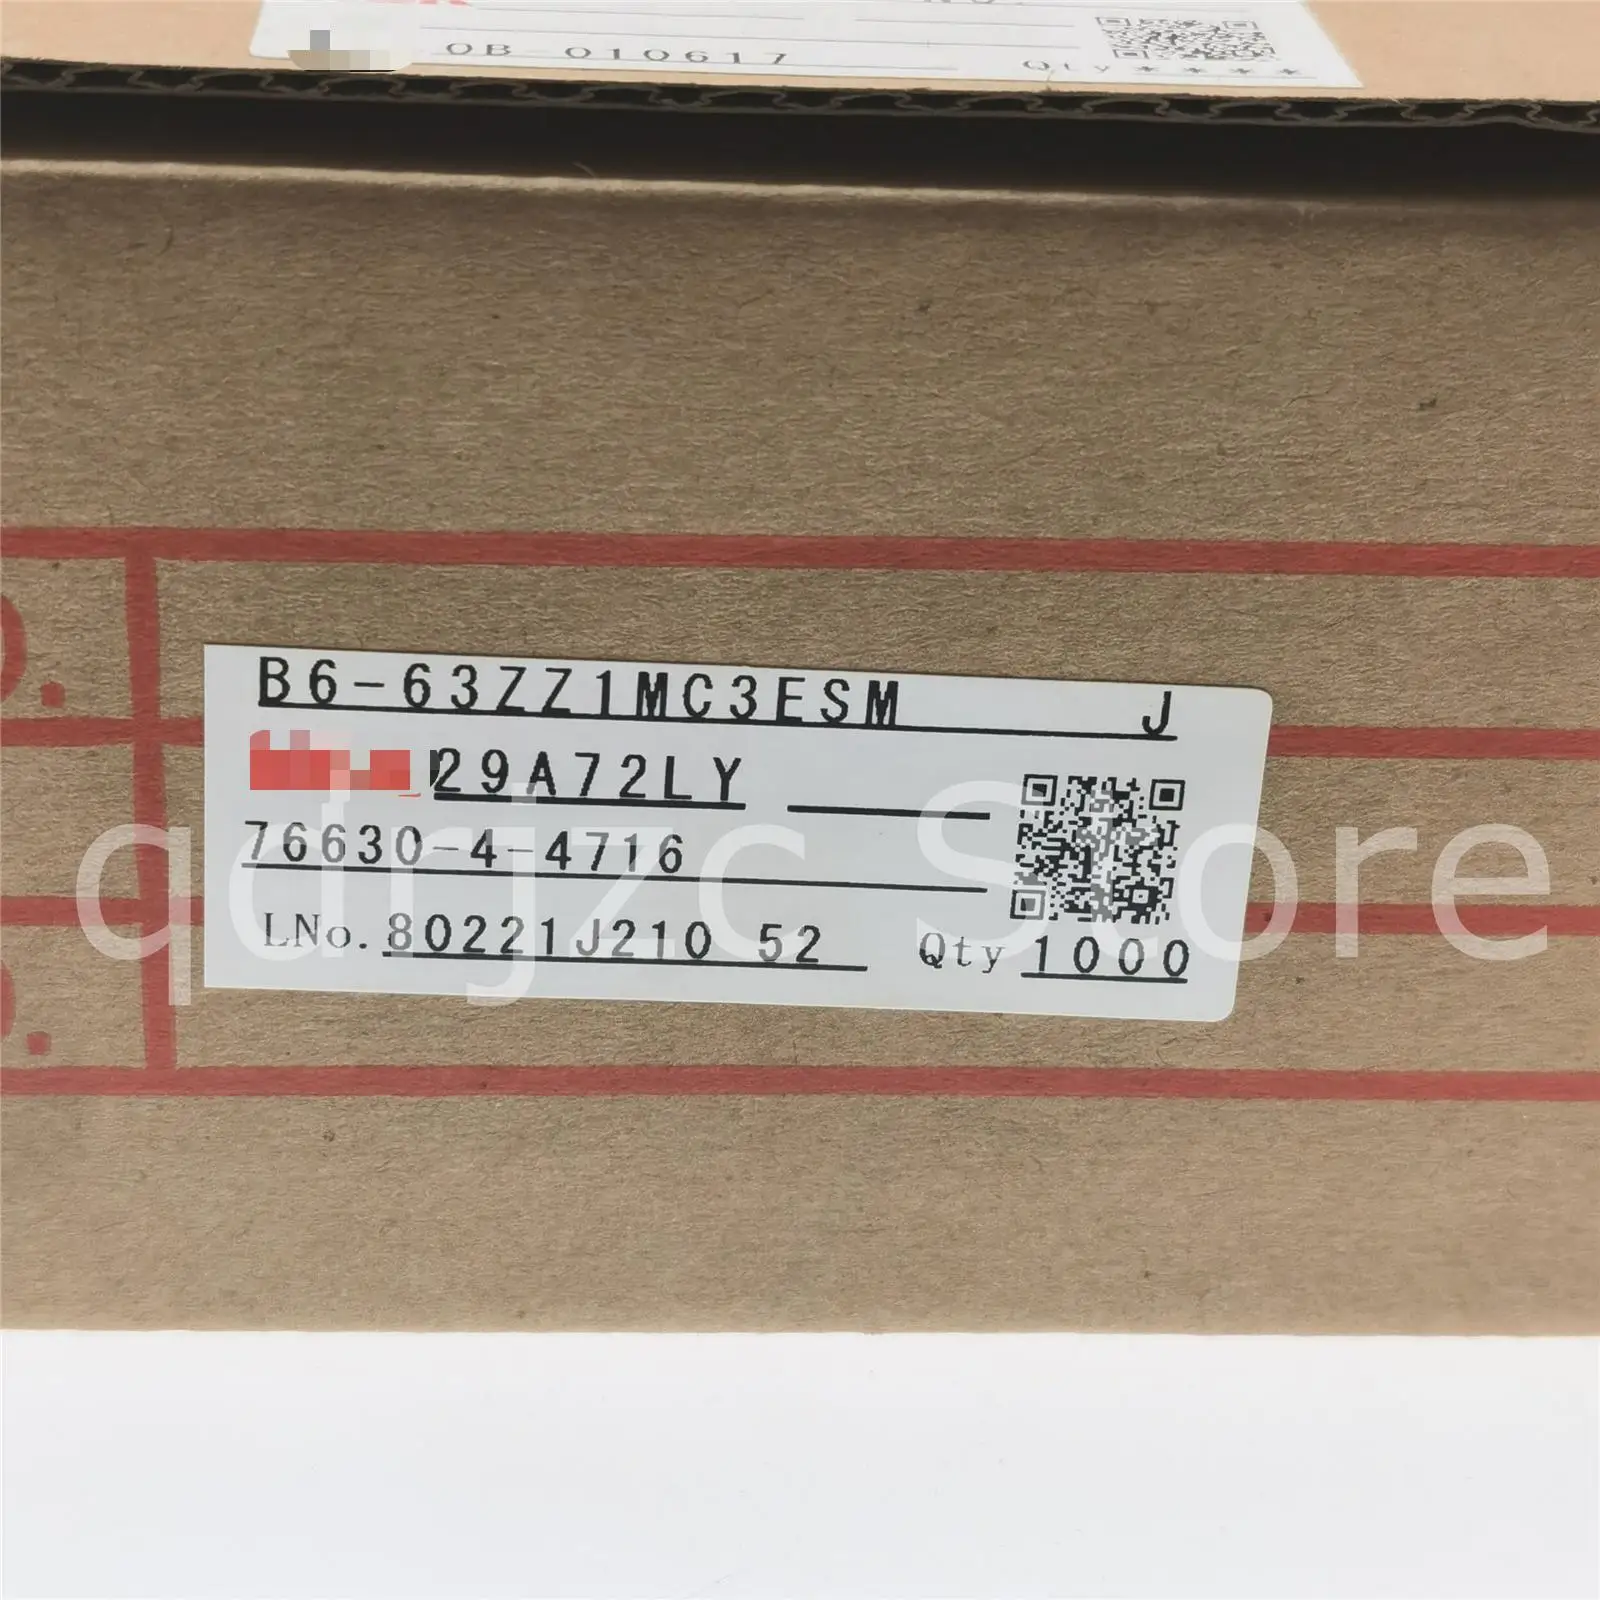 0B-010617
Qty ****
B6-63ZZ1MC3ESM J
29A72LY
76630-4-4716
LNo. 80221J210 52 Qty 1000
qdrjzc Store